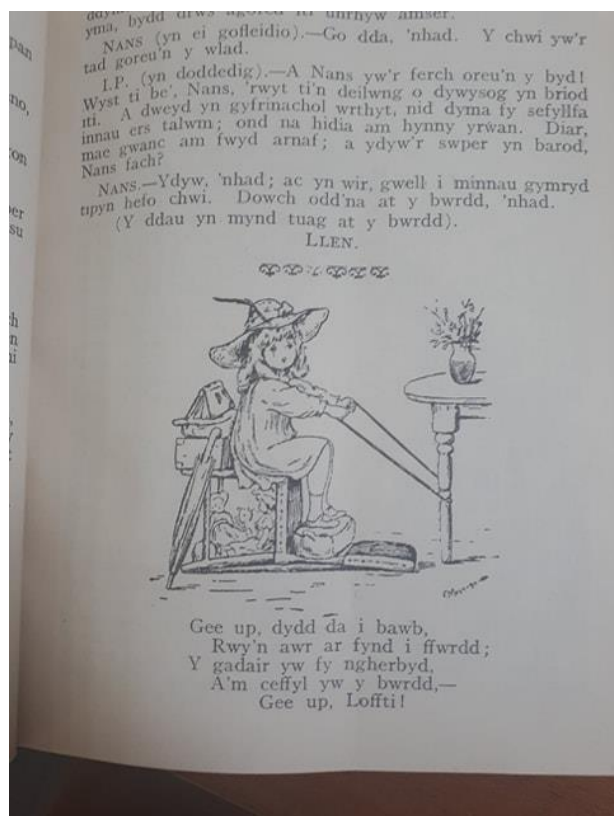 yma, bydd drws agored iti unrhyw amser.
NANS (yn ei gofleidio).—Go dda, 'nhad. Y chwi yw'r
tad goreu'n y wlad.
I.P. (yn doddedig).—A Nans yw'r ferch oreu'n y byd!
Wyst ti be', Nans, 'rwyt ti'n deilwng o dywysog yn briod
iti. A dweyd yn gyfrinachol wrthyt, nid dyma fy sefyllfa
innau ers talwm; ond na hidia am hynny yrŵan. Diar,
mae gwanc am fwyd arnaf; a ydyw'r swper yn barod,
Nans fach?
NANS.—Ydyw, 'nhad; ac yn wir, gwell i minnau gymryd
tipyn hefo chwi. Dowch odd'na at y bwrdd, 'nhad.
(Y ddau yn mynd tuag at y bwrdd).
LLEN.
Gee up, dydd da i bawb,
Rwy'n awr ar fynd i ffwrdd;
Y gadair yw fy ngherbyd,
A'm ceffyl yw y bwrdd,—
Gee up, Loffti!